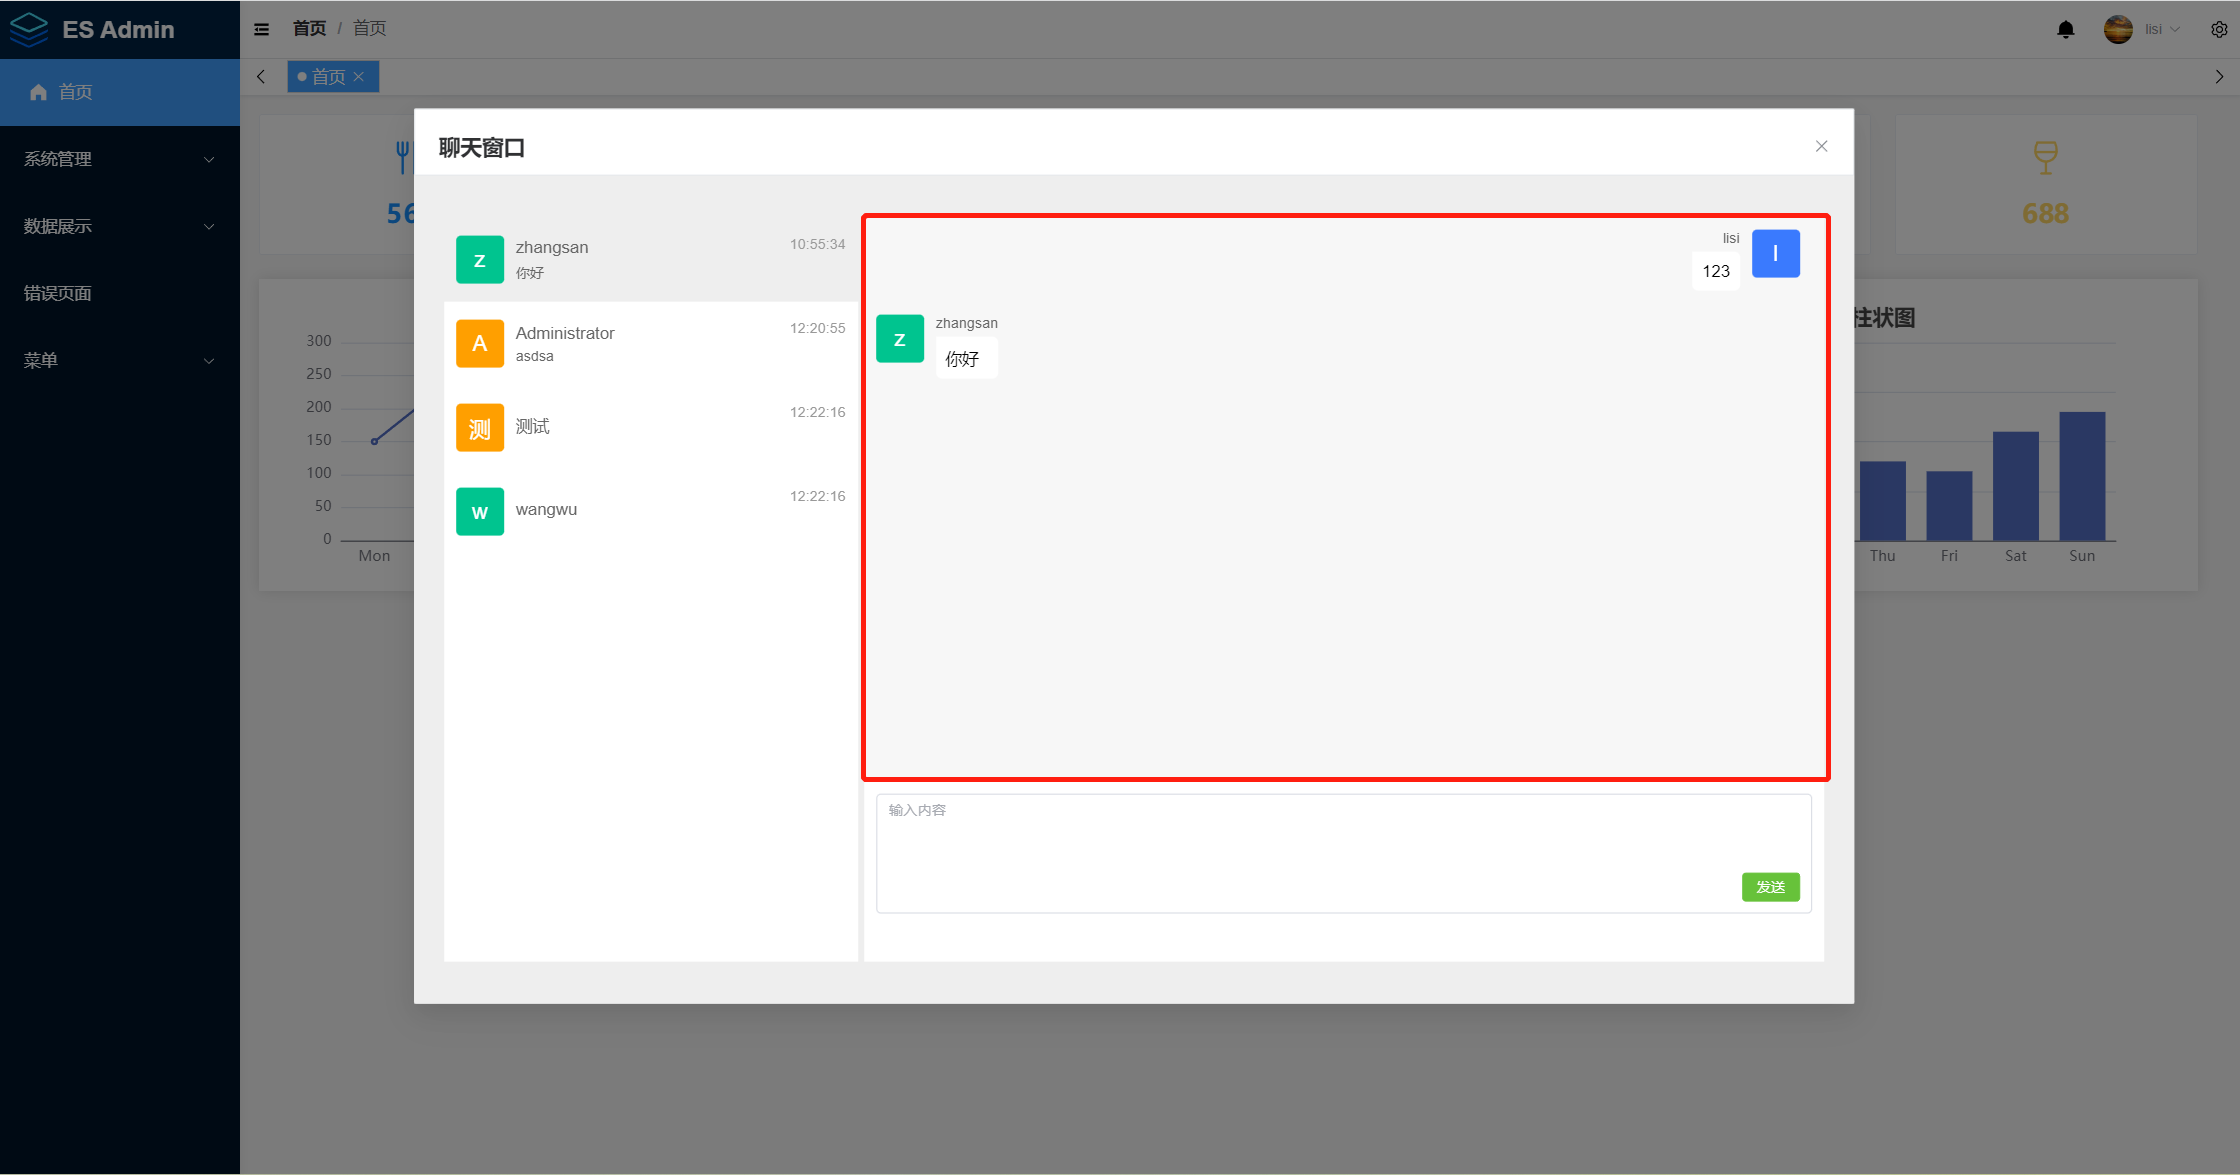 ES Admin
首页 / 首页
lisi
首页
首页
系统管理
数据展示
错误页面
菜单
56
688
聊天窗口
z
zhangsan
10:55:34
你好
A
Administrator
12:20:55
asdsa
测
测试
12:22:16
w
wangwu
12:22:16
lisi
l
123
z
zhangsan
你好
输入内容
发送
300
250
200
150
100
50
0
Mon
柱状图
Thu
Fri
Sat
Sun